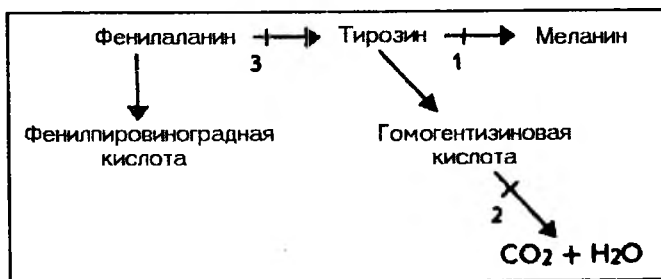 Фенилаланин Тирозин Меланин
3 1
Фенилпировиноградная Гомогентизиновая
кислота кислота
2
CO₂ + H₂O